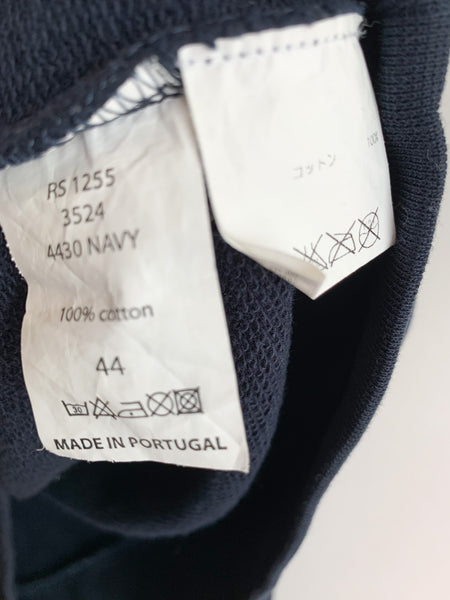 RS 1255
3524
4430 NAVY
100% cotton
44
30
MADE IN PORTUGAL
コットン